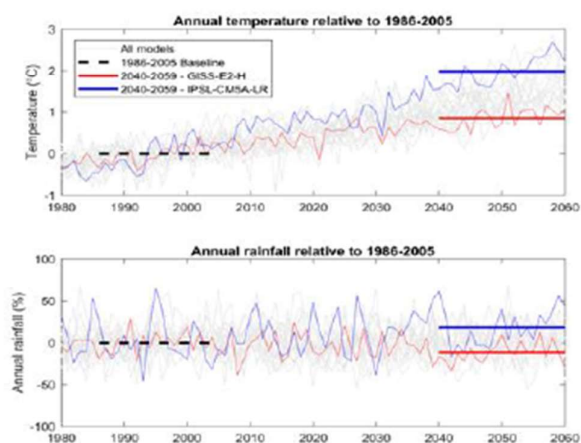 Annual temperature relative to 1986-2005
3
2
1
0
-1
Temperature (°C)
All models
1986-2005 Baseline
2040-2059 - GISS-E2-H
2040-2059 - IPSL-CM5A-LR
1980 1990 2000 2010 2020 2030 2040 2050 2060
Annual rainfall relative to 1986-2005
100
50
0
-50
-100
Annual rainfall (%)
1980 1990 2000 2010 2020 2030 2040 2050 2060